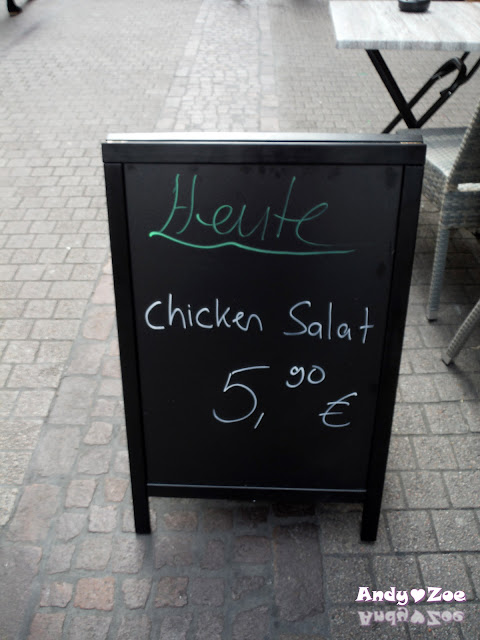 Heute
Chicken Salat
5,90 €
Andy♥Zoe